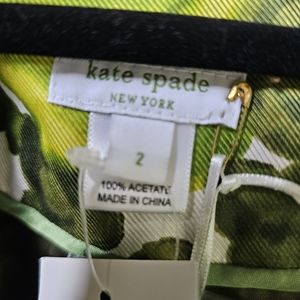 kate spade
NEW YORK
2
100% ACETATE
MADE IN CHINA